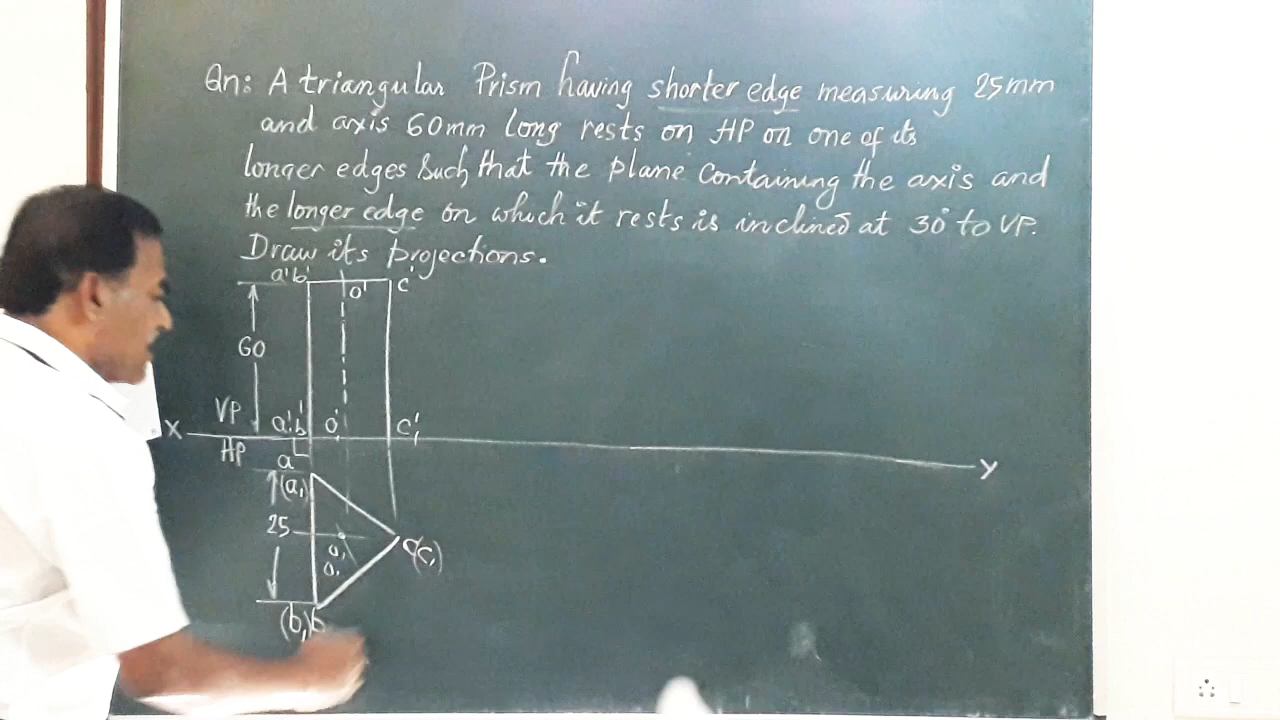 Qn: A triangular Prism having shorter edge measuring 25mm
and axis 60mm long rests on HP on one of its
longer edges such that the plane containing the axis and
the longer edge on which it rests is inclined at 30° to VP.
Draw its projections.
a'b' c'
o'
60
VP
X a'b'₁ o'₁ c'₁
HP
Y
a
(a₁)
25
o₁ c(c₁)
o₁
(b₁)b